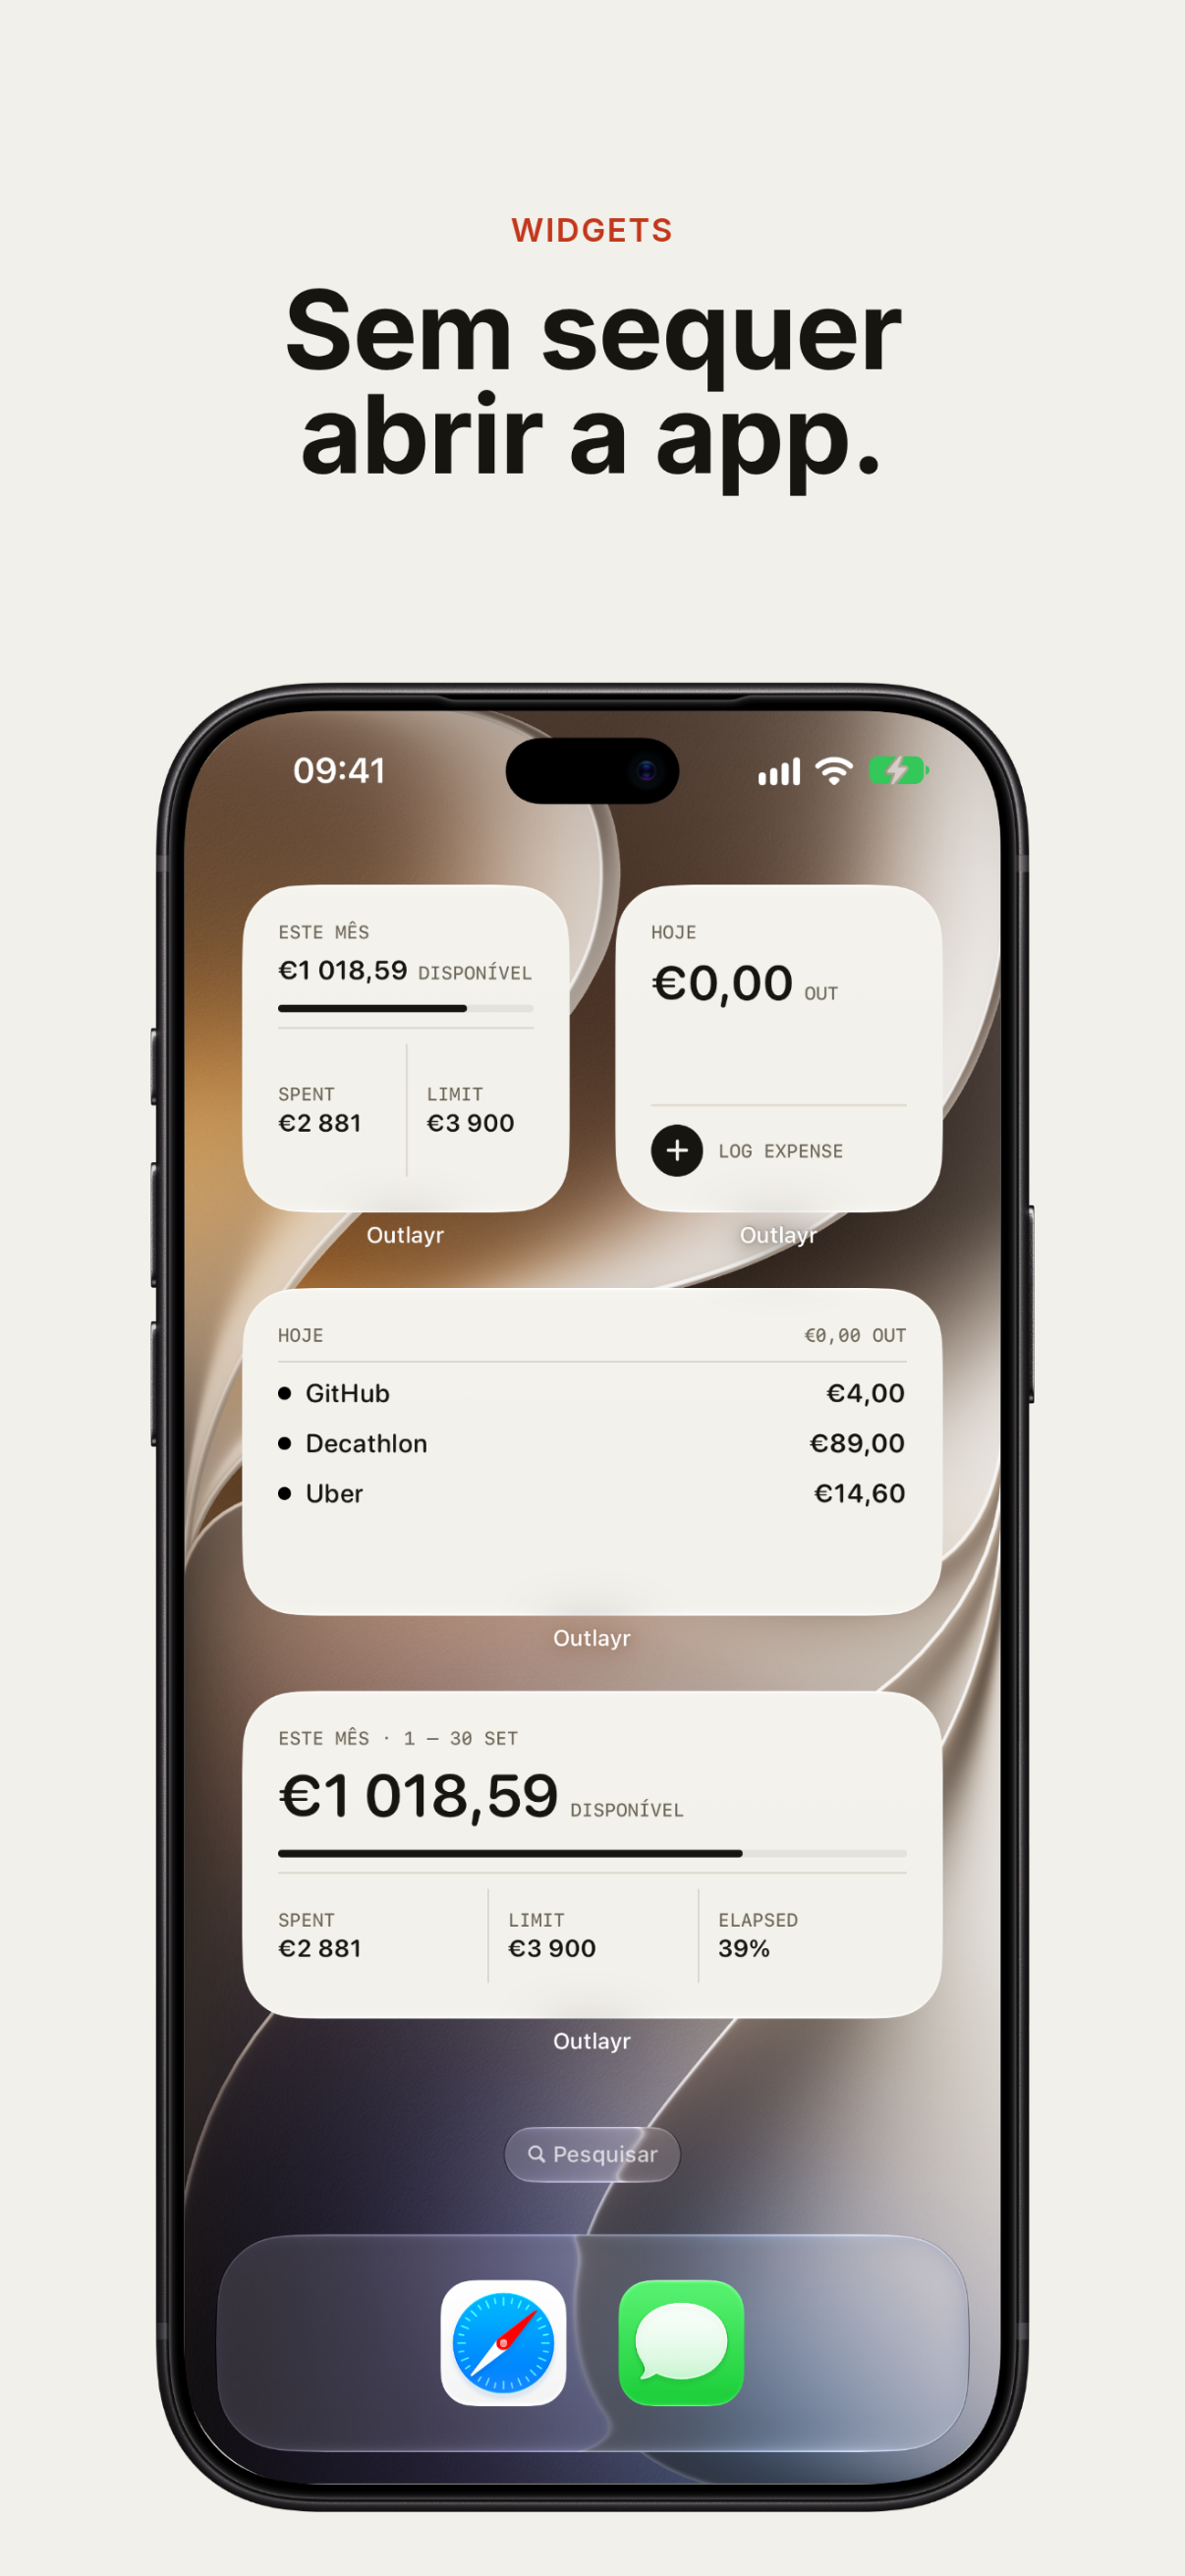 WIDGETS
Sem sequer
abrir a app.
09:41
ESTE MÊS
€1 018,59 DISPONÍVEL
SPENT
€2 881
LIMIT
€3 900
Outlayr
HOJE
€0,00 OUT
LOG EXPENSE
Outlayr
HOJE €0,00 OUT
GitHub €4,00
Decathlon €89,00
Uber €14,60
Outlayr
ESTE MÊS · 1 — 30 SET
€1 018,59 DISPONÍVEL
SPENT LIMIT ELAPSED
€2 881 €3 900 39%
Outlayr
Pesquisar